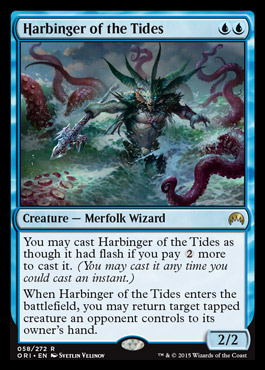 Harbinger of the Tides
Creature — Merfolk Wizard
You may cast Harbinger of the Tides as
though it had flash if you pay 2 more
to cast it. (You may cast it any time you
could cast an instant.)
When Harbinger of the Tides enters the
battlefield, you may return target tapped
creature an opponent controls to its
owner's hand.
2/2
058/272 R
ORI • EN Svetlin Velinov
™ & © 2015 Wizards of the Coast